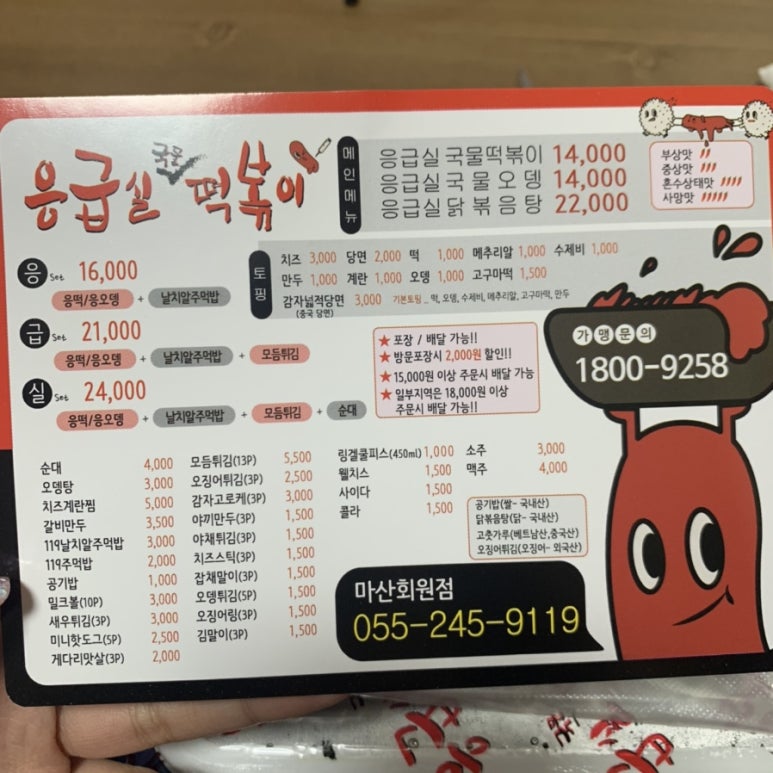 응급실 국물 떡볶이
메인메뉴
응급실국물떡볶이 14,000
응급실국물오뎅 14,000
응급실닭볶음탕 22,000
부상맛
중상맛
혼수상태맛
사망맛
응 Set 16,000
응떡/응오뎅 + 날치알주먹밥
급 Set 21,000
응떡/응오뎅 + 날치알주먹밥 + 모듬튀김
실 Set 24,000
응떡/응오뎅 + 날치알주먹밥 + 모듬튀김 + 순대
토핑
치즈 3,000 당면 2,000 떡 1,000 메추리알 1,000 수제비 1,000
만두 1,000 계란 1,000 오뎅 1,000 고구마떡 1,500
감자넓적당면 3,000 기본토핑.. 떡, 오뎅, 수제비, 메추리알, 고구마떡, 만두
(중국 당면)
★ 포장 / 배달 가능!!
★ 방문포장시 2,000원 할인!!
★ 15,000원 이상 주문시 배달 가능
★ 일부지역은 18,000원 이상
주문시 배달 가능!!
가맹문의
1800-9258
순대 4,000
오뎅탕 3,000
치즈계란찜 5,000
갈비만두 3,500
119날치알주먹밥 3,000
119주먹밥 2,000
공기밥 1,000
밀크볼(10P) 3,000
새우튀김(3P) 3,000
미니핫도그(5P) 2,500
게다리맛살(3P) 2,000
모듬튀김(13P) 5,500
오징어튀김(3P) 2,500
감자고로케(3P) 3,000
야끼만두(3P) 1,500
야채튀김(3P) 1,500
치즈스틱(3P) 1,500
잡채말이(3P) 1,500
오뎅튀김(5P) 1,500
오징어링(3P) 1,500
김말이(3P) 1,500
링겔쿨피스(450ml) 1,000
웰치스 1,500
사이다 1,500
콜라 1,500
소주 3,000
맥주 4,000
공기밥(쌀-국내산)
닭볶음탕(닭-국내산)
고춧가루(베트남산,중국산)
오징어튀김(오징어-외국산)
마산회원점
055-245-9119